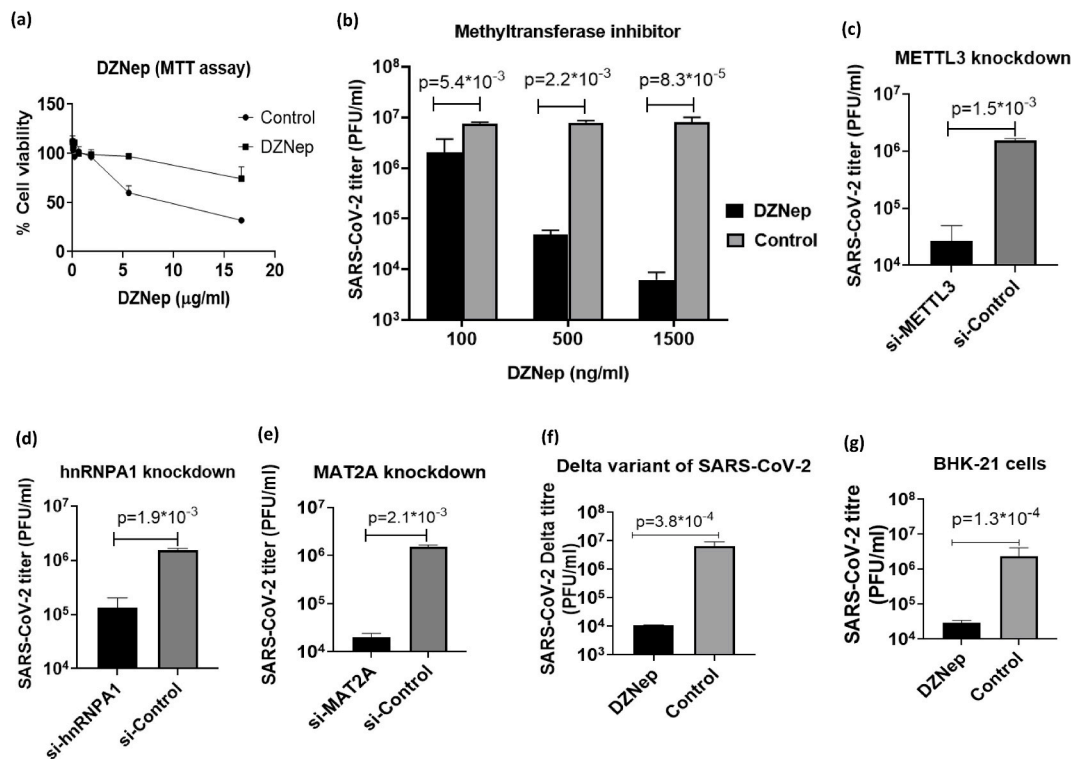 (a)
DZNep (MTT assay)
% Cell viability
150
100
50
0
0
5
10
15
20
DZNep (μg/ml)
Control
DZNep
(b)
Methyltransferase inhibitor
SARS-CoV-2 titer (PFU/ml)
10^8
10^7
10^6
10^5
10^4
10^3
p=5.4*10^-3
p=2.2*10^-3
p=8.3*10^-5
100
500
1500
DZNep (ng/ml)
DZNep
Control
(c)
METTL3 knockdown
SARS-CoV-2 titer (PFU/ml)
10^7
10^6
10^5
10^4
p=1.5*10^-3
si-METTL3
si-Control
(d)
hnRNPA1 knockdown
SARS-CoV-2 titer (PFU/ml)
10^7
10^6
10^5
10^4
p=1.9*10^-3
si-hnRNPA1
si-Control
(e)
MAT2A knockdown
SARS-CoV-2 titer (PFU/ml)
10^7
10^6
10^5
10^4
p=2.1*10^-3
si-MAT2A
si-Control
(f)
Delta variant of SARS-CoV-2
SARS-CoV-2 Delta titre
(PFU/ml)
10^8
10^7
10^6
10^5
10^4
10^3
p=3.8*10^-4
DZNep
Control
(g)
BHK-21 cells
SARS-CoV-2 titre
(PFU/ml)
10^8
10^7
10^6
10^5
10^4
p=1.3*10^-4
DZNep
Control